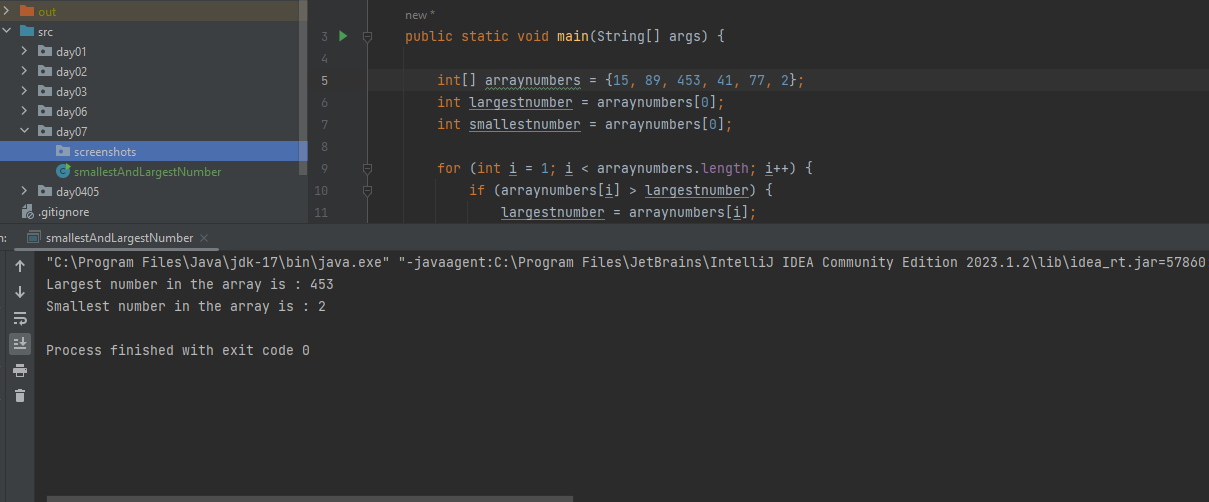 out
src
day01
day02
day03
day06
day07
screenshots
smallestAndLargestNumber
day0405
.gitignore
new *
3 public static void main(String[] args) {
4
5 int[] arraynumbers = {15, 89, 453, 41, 77, 2};
6 int largestnumber = arraynumbers[0];
7 int smallestnumber = arraynumbers[0];
8
9 for (int i = 1; i < arraynumbers.length; i++) {
10 if (arraynumbers[i] > largestnumber) {
11 largestnumber = arraynumbers[i];
n: smallestAndLargestNumber
"C:\Program Files\Java\jdk-17\bin\java.exe" "-javaagent:C:\Program Files\JetBrains\IntelliJ IDEA Community Edition 2023.1.2\lib\idea_rt.jar=57860
Largest number in the array is : 453
Smallest number in the array is : 2
Process finished with exit code 0